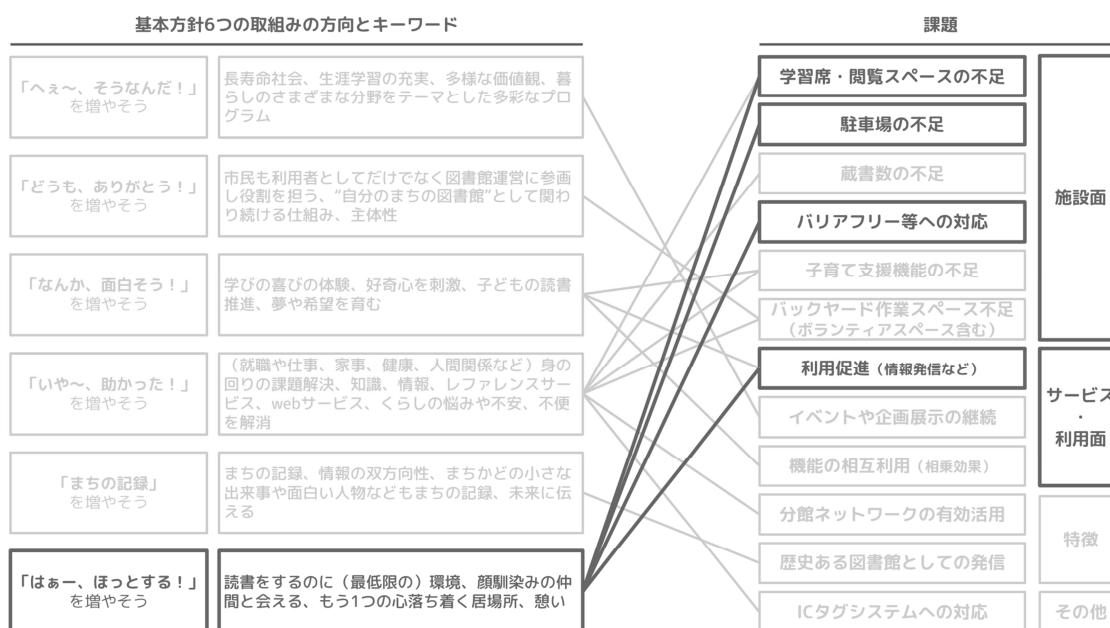 基本方針6つの取組みの方向とキーワード
課題
「へぇ〜、そうなんだ！」
を増やそう
長寿命社会、生涯学習の充実、多様な価値観、暮
らしのさまざまな分野をテーマとした多彩なプロ
グラム
「どうも、ありがとう！」
を増やそう
市民も利用者としてだけでなく図書館運営に参画
し役割を担う、“自分のまちの図書館”として関わ
り続ける仕組み、主体性
「なんか、面白そう！」
を増やそう
学びの喜びの体験、好奇心を刺激、子どもの読書
推進、夢や希望を育む
「いや〜、助かった！」
を増やそう
（就職や仕事、家事、健康、人間関係など）身の
回りの課題解決、知識、情報、レファレンスサー
ビス、webサービス、くらしの悩みや不安、不便
を解消
「まちの記録」
を増やそう
まちの記録、情報の双方向性、まちかどの小さな
出来事や面白い人物などもまちの記録、未来に伝
える
「はぁー、ほっとする！」
を増やそう
読書をするのに（最低限の）環境、顔馴染みの仲
間と会える、もう1つの心落ち着く居場所、憩い
学習席・閲覧スペースの不足
駐車場の不足
蔵書数の不足
バリアフリー等への対応
子育て支援機能の不足
バックヤード作業スペース不足
（ボランティアスペース含む）
利用促進（情報発信など）
イベントや企画展示の継続
機能の相互利用（相乗効果）
分館ネットワークの有効活用
歴史ある図書館としての発信
ICタグシステムへの対応
施設面
サービス
・
利用面
特徴
その他